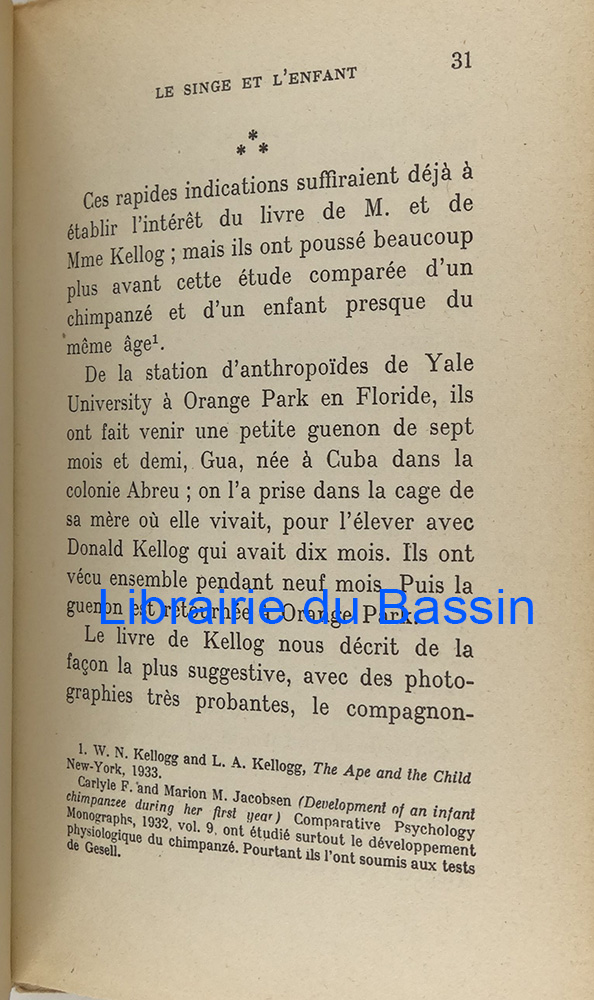 LE SINGE ET L'ENFANT 31
*
* *
Ces rapides indications suffiraient déjà à
établir l'intérêt du livre de M. et de
Mme Kellog ; mais ils ont poussé beaucoup
plus avant cette étude comparée d'un
chimpanzé et d'un enfant presque du
même âge¹.
De la station d'anthropoïdes de Yale
University à Orange Park en Floride, ils
ont fait venir une petite guenon de sept
mois et demi, Gua, née à Cuba dans la
colonie Abreu ; on l'a prise dans la cage de
sa mère où elle vivait, pour l'élever avec
Donald Kellog qui avait dix mois. Ils ont
vécu ensemble pendant neuf mois. Puis la
guenon est retournée à Orange Park.
Librairie du Bassin
Le livre de Kellog nous décrit de la
façon la plus suggestive, avec des photo-
graphies très probantes, le compagnon-
1. W. N. Kellogg and L. A. Kellogg, The Ape and the Child
New-York, 1933.
Carlyle F. and Marion M. Jacobsen (Development of an infant
chimpanzee during her first year) Comparative Psychology
Monographs, 1932, vol. 9, ont étudié surtout le développement
physiologique du chimpanzé. Pourtant ils l'ont soumis aux tests
de Gesell.